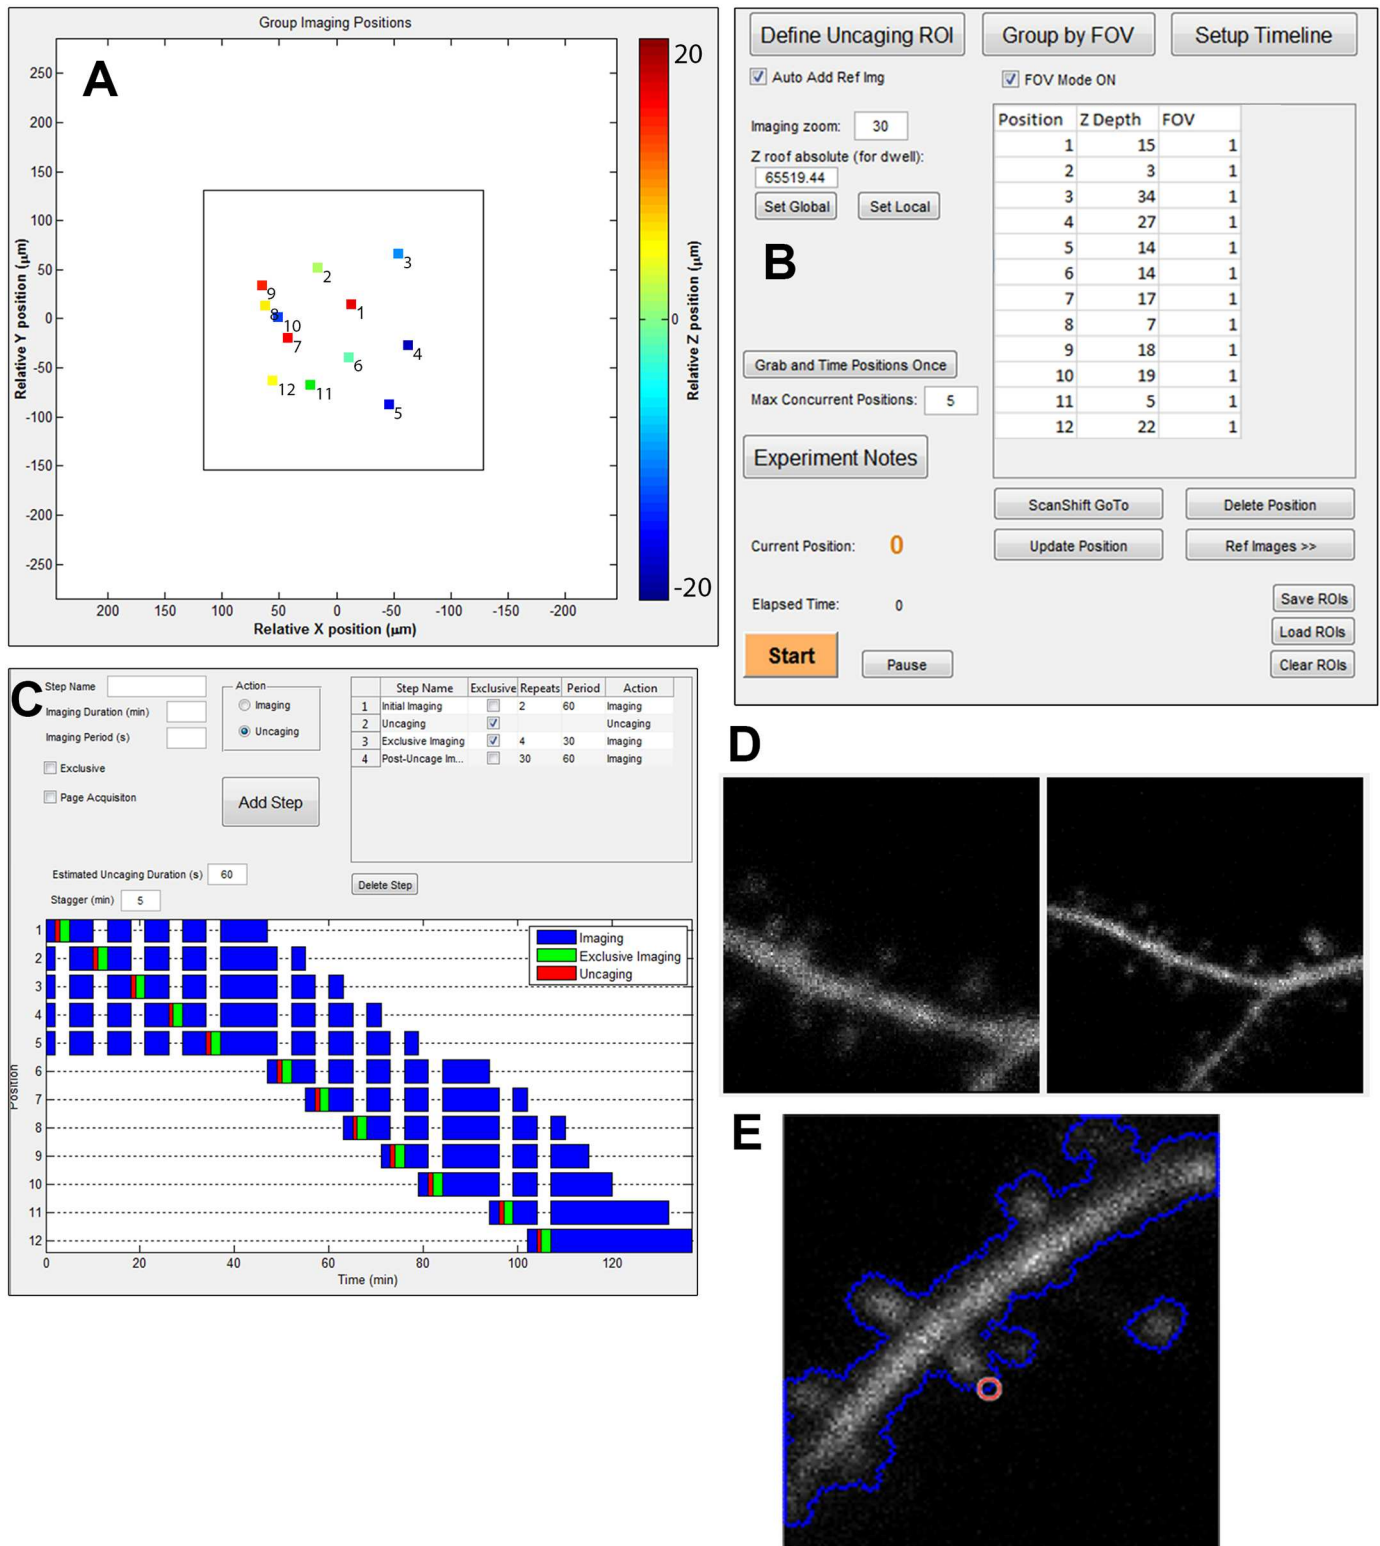 Group Imaging Positions
A
250
200
150
100
50
0
-50
-100
-150
-200
-250
Relative Y position (μm)
200 150 100 50 0 -50 -100 -150 -200
Relative X position (μm)
1
2
3
4
5
6
7
8
9
10
11
12
20
0
-20
Relative Z position (μm)
B
Define Uncaging ROI Group by FOV Setup Timeline
Auto Add Ref Img FOV Mode ON
Imaging zoom: 30
Z roof absolute (for dwell):
65519.44
Set Global Set Local
Position Z Depth FOV
1 15 1
2 3 1
3 34 1
4 27 1
5 14 1
6 14 1
7 17 1
8 7 1
9 18 1
10 19 1
11 5 1
12 22 1
Grab and Time Positions Once
Max Concurrent Positions: 5
Experiment Notes
ScanShift GoTo Delete Position
Update Position Ref Images >>
Current Position: 0
Elapsed Time: 0
Start Pause
Save ROIs
Load ROIs
Clear ROIs
C
Step Name
Imaging Duration (min)
Imaging Period (s)
Action
Imaging
Uncaging
Exclusive
Page Acquisiton
Add Step
Step Name Exclusive Repeats Period Action
1 Initial Imaging 2 60 Imaging
2 Uncaging Uncaging
3 Exclusive Imaging 4 30 Imaging
4 Post-Uncage Im... 30 60 Imaging
Estimated Uncaging Duration (s) 60
Stagger (min) 5
Delete Step
Imaging
Exclusive Imaging
Uncaging
1
2
3
4
5
6
7
8
9
10
11
12
Position
0 20 40 60 80 100 120
Time (min)
D
E